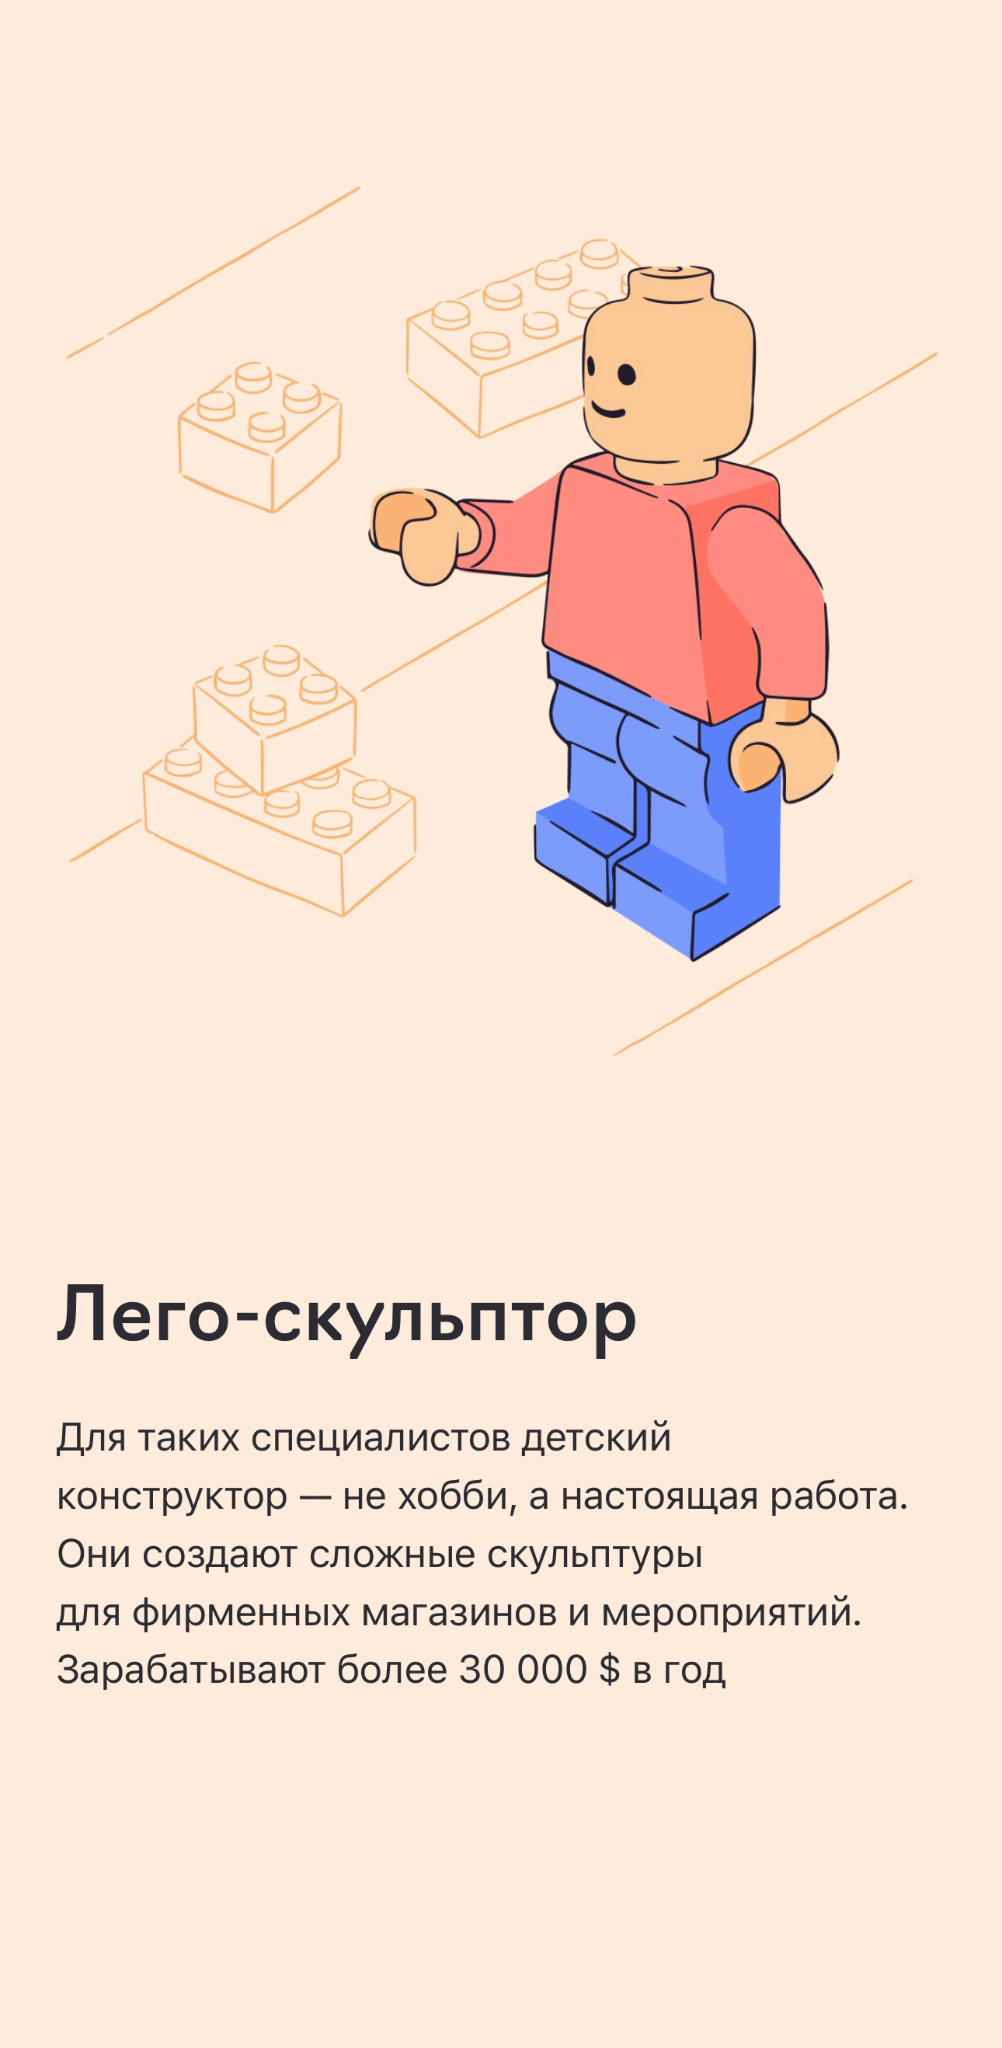 Лего-скульптор
Для таких специалистов детский
конструктор — не хобби, а настоящая работа.
Они создают сложные скульптуры
для фирменных магазинов и мероприятий.
Зарабатывают более 30 000 $ в год